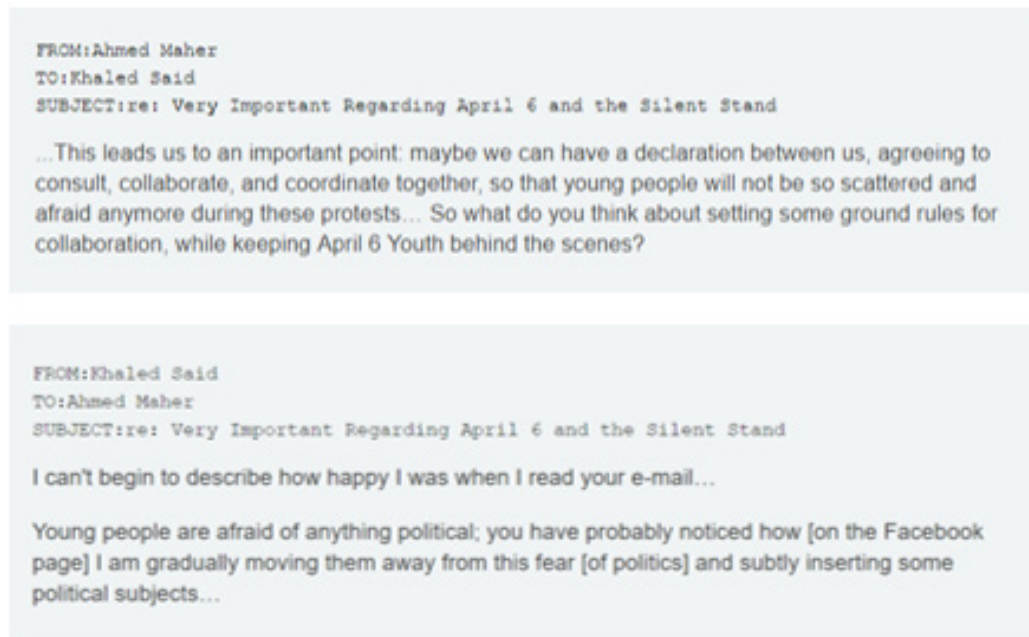 FROM:Ahmed Maher
TO:Khaled Said
SUBJECT:re: Very Important Regarding April 6 and the Silent Stand
...This leads us to an important point: maybe we can have a declaration between us, agreeing to
consult, collaborate, and coordinate together, so that young people will not be so scattered and
afraid anymore during these protests... So what do you think about setting some ground rules for
collaboration, while keeping April 6 Youth behind the scenes?
FROM:Khaled Said
TO:Ahmed Maher
SUBJECT:re: Very Important Regarding April 6 and the Silent Stand
I can't begin to describe how happy I was when I read your e-mail...
Young people are afraid of anything political; you have probably noticed how [on the Facebook
page] I am gradually moving them away from this fear [of politics] and subtly inserting some
political subjects...